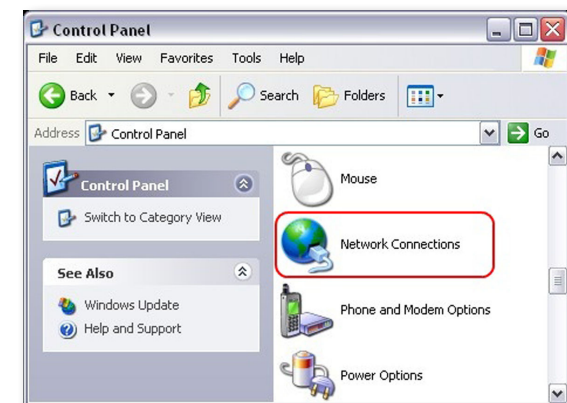 Control Panel
File Edit View Favorites Tools Help
Back Search Folders
Address Control Panel Go
Control Panel
Switch to Category View
See Also
Windows Update
Help and Support
Mouse
Network Connections
Phone and Modem Options
Power Options